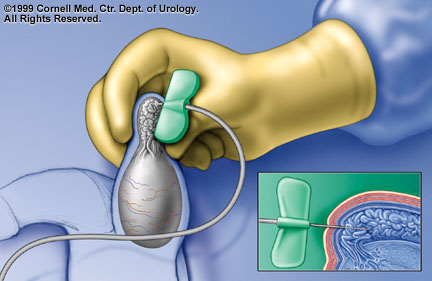 ©1999 Cornell Med. Ctr. Dept. of Urology.
All Rights Reserved.